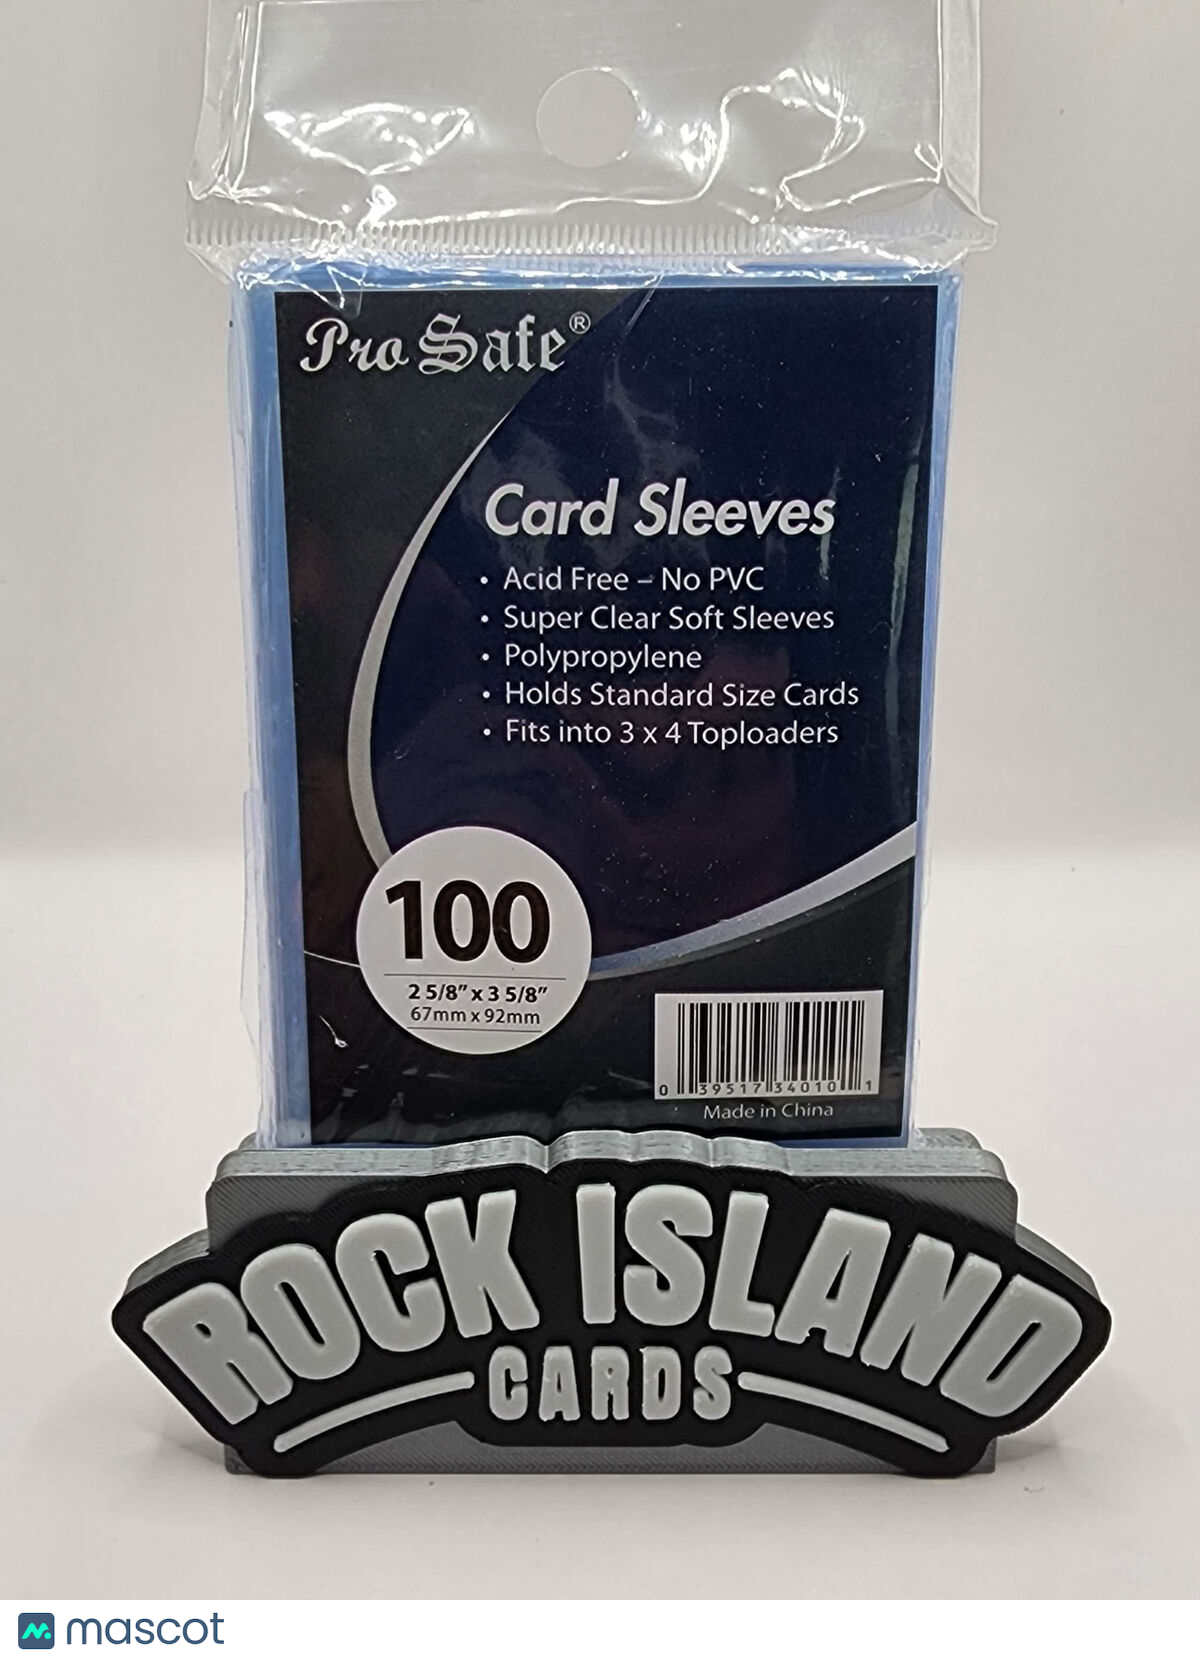 Pro Safe®
Card Sleeves
• Acid Free – No PVC
• Super Clear Soft Sleeves
• Polypropylene
• Holds Standard Size Cards
• Fits into 3 x 4 Toploaders
100
2 5/8” x 3 5/8”
67mm x 92mm
0 39517 34010 1
Made in China
ROCK ISLAND
CARDS
mascot